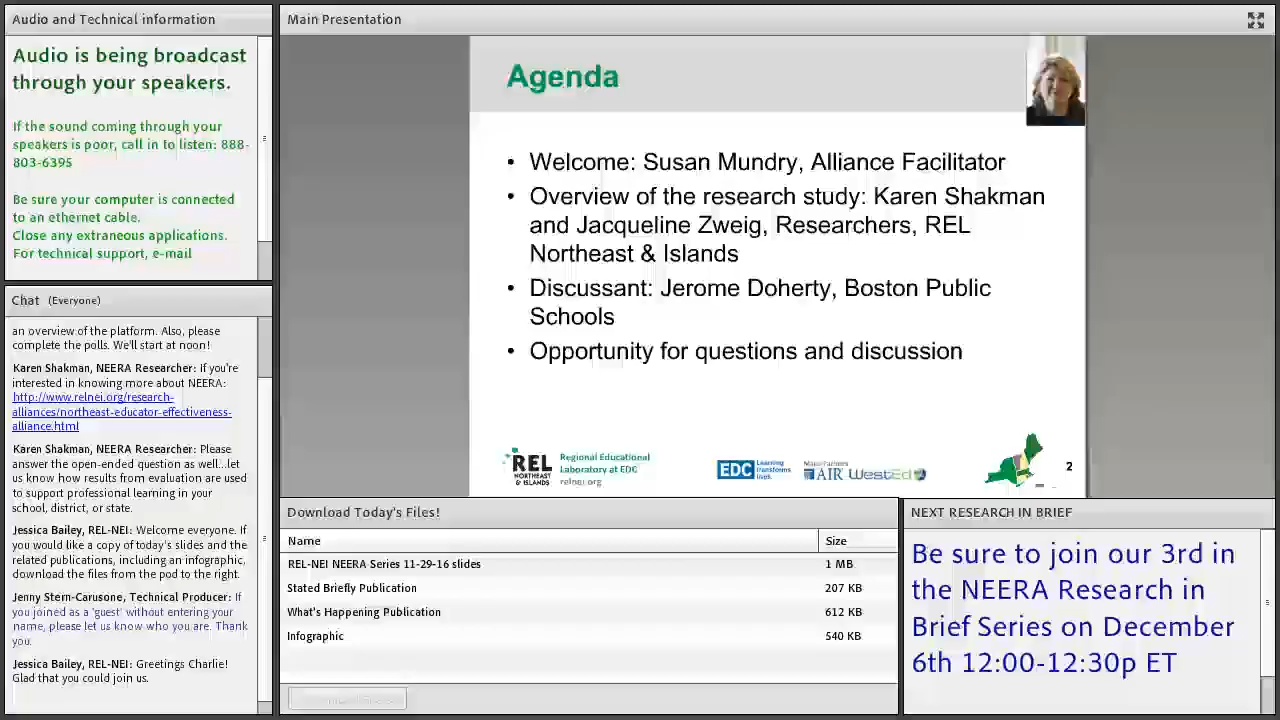 Audio and Technical information
Audio is being broadcast
through your speakers.
If the sound coming through your
speakers is poor, call in to listen: 888-
803-6395
Be sure your computer is connected
to an ethernet cable.
Close any extraneous applications.
For technical support, e-mail
Chat (Everyone)
an overview of the platform. Also, please
complete the polls. We'll start at noon!
Karen Shakman, NEERA Researcher: If you're
interested in knowing more about NEERA:
http://www.relnei.org/research-
alliances/northeast-educator-effectiveness-
alliance.html
Karen Shakman, NEERA Researcher: Please
answer the open-ended question as well...let
us know how results from evaluation are used
to support professional learning in your
school, district, or state.
Jessica Bailey, REL-NEI: Welcome everyone. If
you would like a copy of today's slides and the
related publications, including an infographic,
download the files from the pod to the right.
Jenny Stern-Carusone, Technical Producer: If
you joined as a 'guest' without entering your
name, please let us know who you are. Thank
you.
Jessica Bailey, REL-NEI: Greetings Charlie!
Glad that you could join us.
Main Presentation
Agenda
• Welcome: Susan Mundry, Alliance Facilitator
• Overview of the research study: Karen Shakman
and Jacqueline Zweig, Researchers, REL
Northeast & Islands
• Discussant: Jerome Doherty, Boston Public
Schools
• Opportunity for questions and discussion
REL
NORTHEAST
& ISLANDS
Regional Educational
Laboratory at EDC
relnei.org
EDC Learning
transforms
lives.
AIR WestEd
2
Download Today's Files!
Name Size
REL-NEI NEERA Series 11-29-16 slides 1 MB
Stated Briefly Publication 207 KB
What's Happening Publication 612 KB
Infographic 540 KB
NEXT RESEARCH IN BRIEF
Be sure to join our 3rd in
the NEERA Research in
Brief Series on December
6th 12:00-12:30p ET